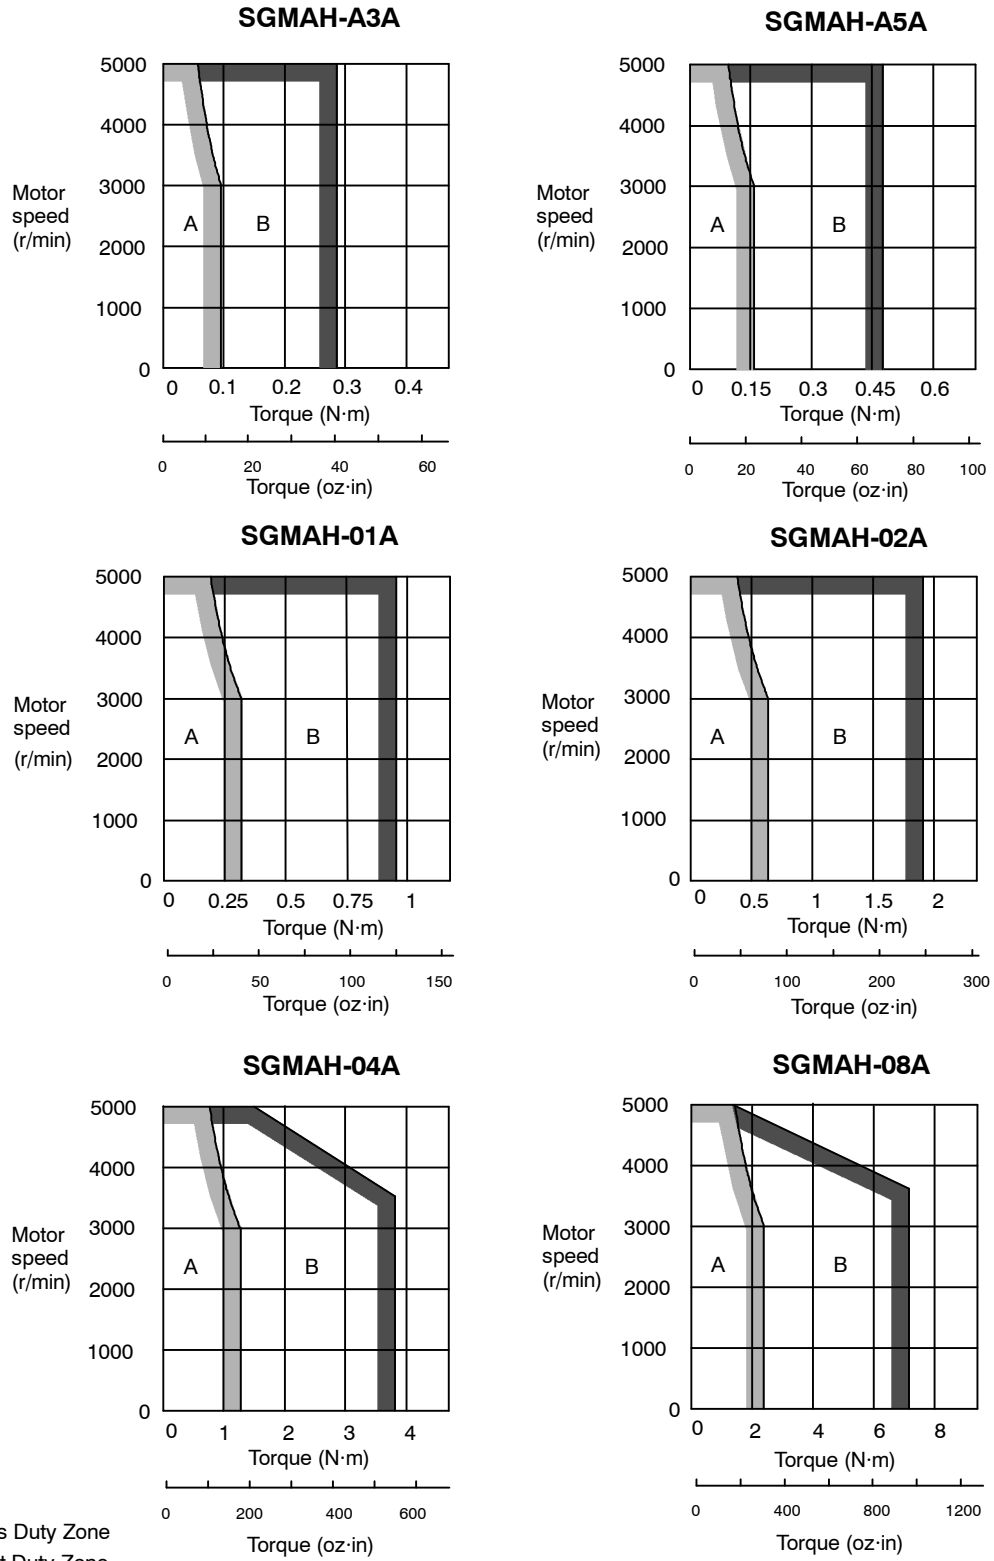 SGMAH-A3A
5000
4000
3000
2000
1000
0
Motor
speed
(r/min)
A
B
0 0.1 0.2 0.3 0.4
Torque (N·m)
0 20 40 60
Torque (oz·in)
SGMAH-A5A
5000
4000
3000
2000
1000
0
Motor
speed
(r/min)
A
B
0 0.15 0.3 0.45 0.6
Torque (N·m)
0 20 40 60 80 100
Torque (oz·in)
SGMAH-01A
5000
4000
3000
2000
1000
0
Motor
speed
(r/min)
A
B
0 0.25 0.5 0.75 1
Torque (N·m)
0 50 100 150
Torque (oz·in)
SGMAH-02A
5000
4000
3000
2000
1000
0
Motor
speed
(r/min)
A
B
0 0.5 1 1.5 2
Torque (N·m)
0 100 200 300
Torque (oz·in)
SGMAH-04A
5000
4000
3000
2000
1000
0
Motor
speed
(r/min)
A
B
0 1 2 3 4
Torque (N·m)
0 200 400 600
Torque (oz·in)
SGMAH-08A
5000
4000
3000
2000
1000
0
Motor
speed
(r/min)
A
B
0 2 4 6 8
Torque (N·m)
0 400 800 1200
Torque (oz·in)
s Duty Zone
t Duty Zone